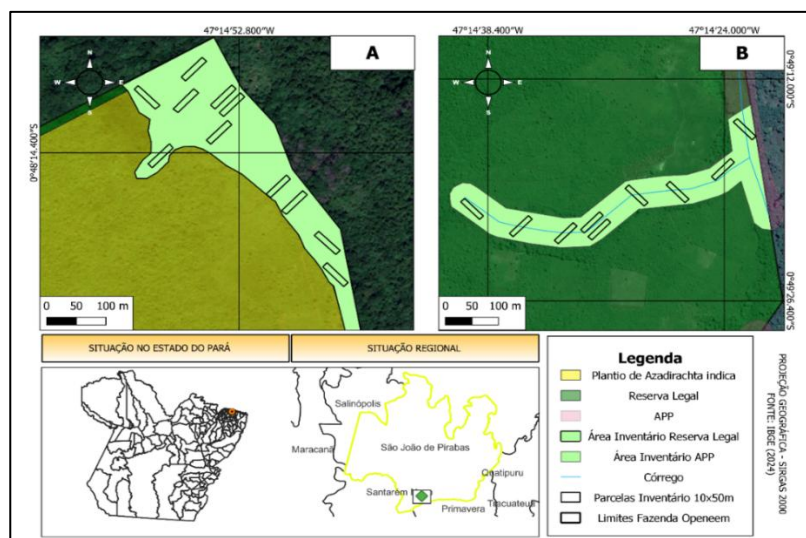 47°14'52.800"W
47°14'38.400"W
47°14'24.000"W
A
B
N
W E
S
N
W E
S
0°48'14.400"S
0°49'12.000"S
0°49'26.400"S
0 50 100 m
0 50 100 m
SITUAÇÃO NO ESTADO DO PARÁ
SITUAÇÃO REGIONAL
Salinópolis
Maracanã
São João de Pirabas
Quatipuru
Santarém
Primavera
Tracuateua
Legenda
Plantio de Azadirachta indica
Reserva Legal
APP
Área Inventário Reserva Legal
Área Inventário APP
Córrego
Parcelas Inventário 10x50m
Limites Fazenda Openeem
PROJEÇÃO GEOGRÁFICA - SIRGAS 2000
FONTE: IBGE (2024)